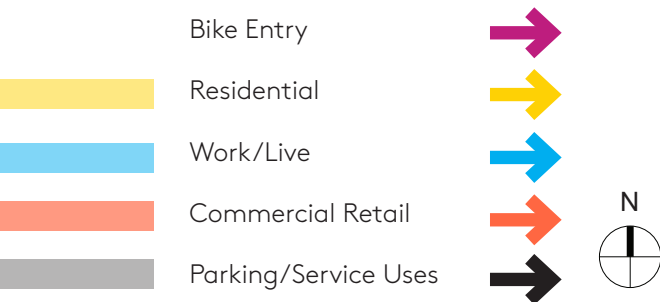 Bike Entry
Residential
Work/Live
Commercial Retail
N
Parking/Service Uses